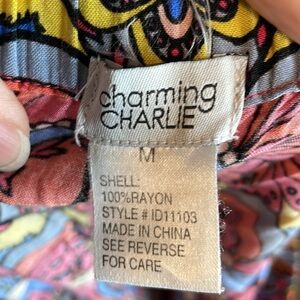 charming
CHARLIE
M
SHELL:
100%RAYON
STYLE # ID11103
MADE IN CHINA
SEE REVERSE
FOR CARE